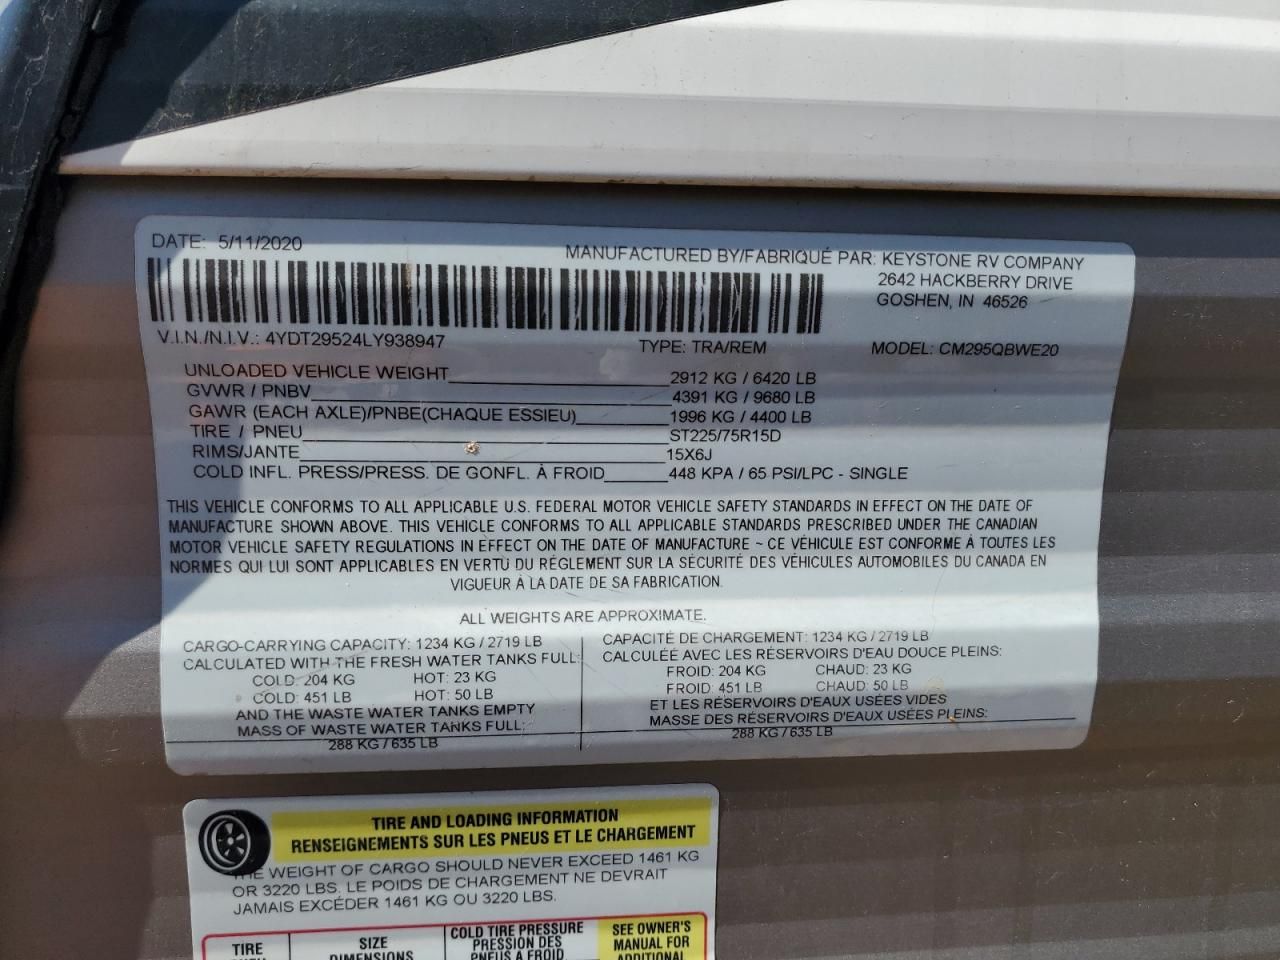 DATE: 5/11/2020
MANUFACTURED BY/FABRIQUÉ PAR: KEYSTONE RV COMPANY
2642 HACKBERRY DRIVE
GOSHEN, IN 46526
V.I.N./N.I.V.: 4YDT29524LY938947
TYPE: TRA/REM
MODEL: CM295QBWE20
UNLOADED VEHICLE WEIGHT 2912 KG / 6420 LB
GVWR / PNBV 4391 KG / 9680 LB
GAWR (EACH AXLE)/PNBE(CHAQUE ESSIEU) 1996 KG / 4400 LB
TIRE / PNEU ST225/75R15D
RIMS/JANTE 15X6J
COLD INFL. PRESS/PRESS. DE GONFL. À FROID 448 KPA / 65 PSI/LPC - SINGLE
THIS VEHICLE CONFORMS TO ALL APPLICABLE U.S. FEDERAL MOTOR VEHICLE SAFETY STANDARDS IN EFFECT ON THE DATE OF
MANUFACTURE SHOWN ABOVE. THIS VEHICLE CONFORMS TO ALL APPLICABLE STANDARDS PRESCRIBED UNDER THE CANADIAN
MOTOR VEHICLE SAFETY REGULATIONS IN EFFECT ON THE DATE OF MANUFACTURE ~ CE VÉHICULE EST CONFORME À TOUTES LES
NORMES QUI LUI SONT APPLICABLES EN VERTU DU RÉGLEMENT SUR LA SÉCURITÉ DES VÉHICULES AUTOMOBILES DU CANADA EN
VIGUEUR À LA DATE DE SA FABRICATION.
ALL WEIGHTS ARE APPROXIMATE.
CARGO-CARRYING CAPACITY: 1234 KG / 2719 LB
CALCULATED WITH THE FRESH WATER TANKS FULL:
COLD: 204 KG HOT: 23 KG
COLD: 451 LB HOT: 50 LB
AND THE WASTE WATER TANKS EMPTY
MASS OF WASTE WATER TANKS FULL:
288 KG / 635 LB
CAPACITÉ DE CHARGEMENT: 1234 KG / 2719 LB
CALCULÉE AVEC LES RÉSERVOIRS D'EAU DOUCE PLEINS:
FROID: 204 KG CHAUD: 23 KG
FROID: 451 LB CHAUD: 50 LB
ET LES RÉSERVOIRS D'EAUX USÉES VIDES
MASSE DES RÉSERVOIRS D'EAUX USÉES PLEINS:
288 KG / 635 LB
TIRE AND LOADING INFORMATION
RENSEIGNEMENTS SUR LES PNEUS ET LE CHARGEMENT
THE WEIGHT OF CARGO SHOULD NEVER EXCEED 1461 KG
OR 3220 LBS. LE POIDS DE CHARGEMENT NE DEVRAIT
JAMAIS EXCÉDER 1461 KG OU 3220 LBS.
TIRE
SIZE
DIMENSIONS
COLD TIRE PRESSURE
PRESSION DES
PNEUS A FROID
SEE OWNER'S
MANUAL FOR
ADDITIONAL